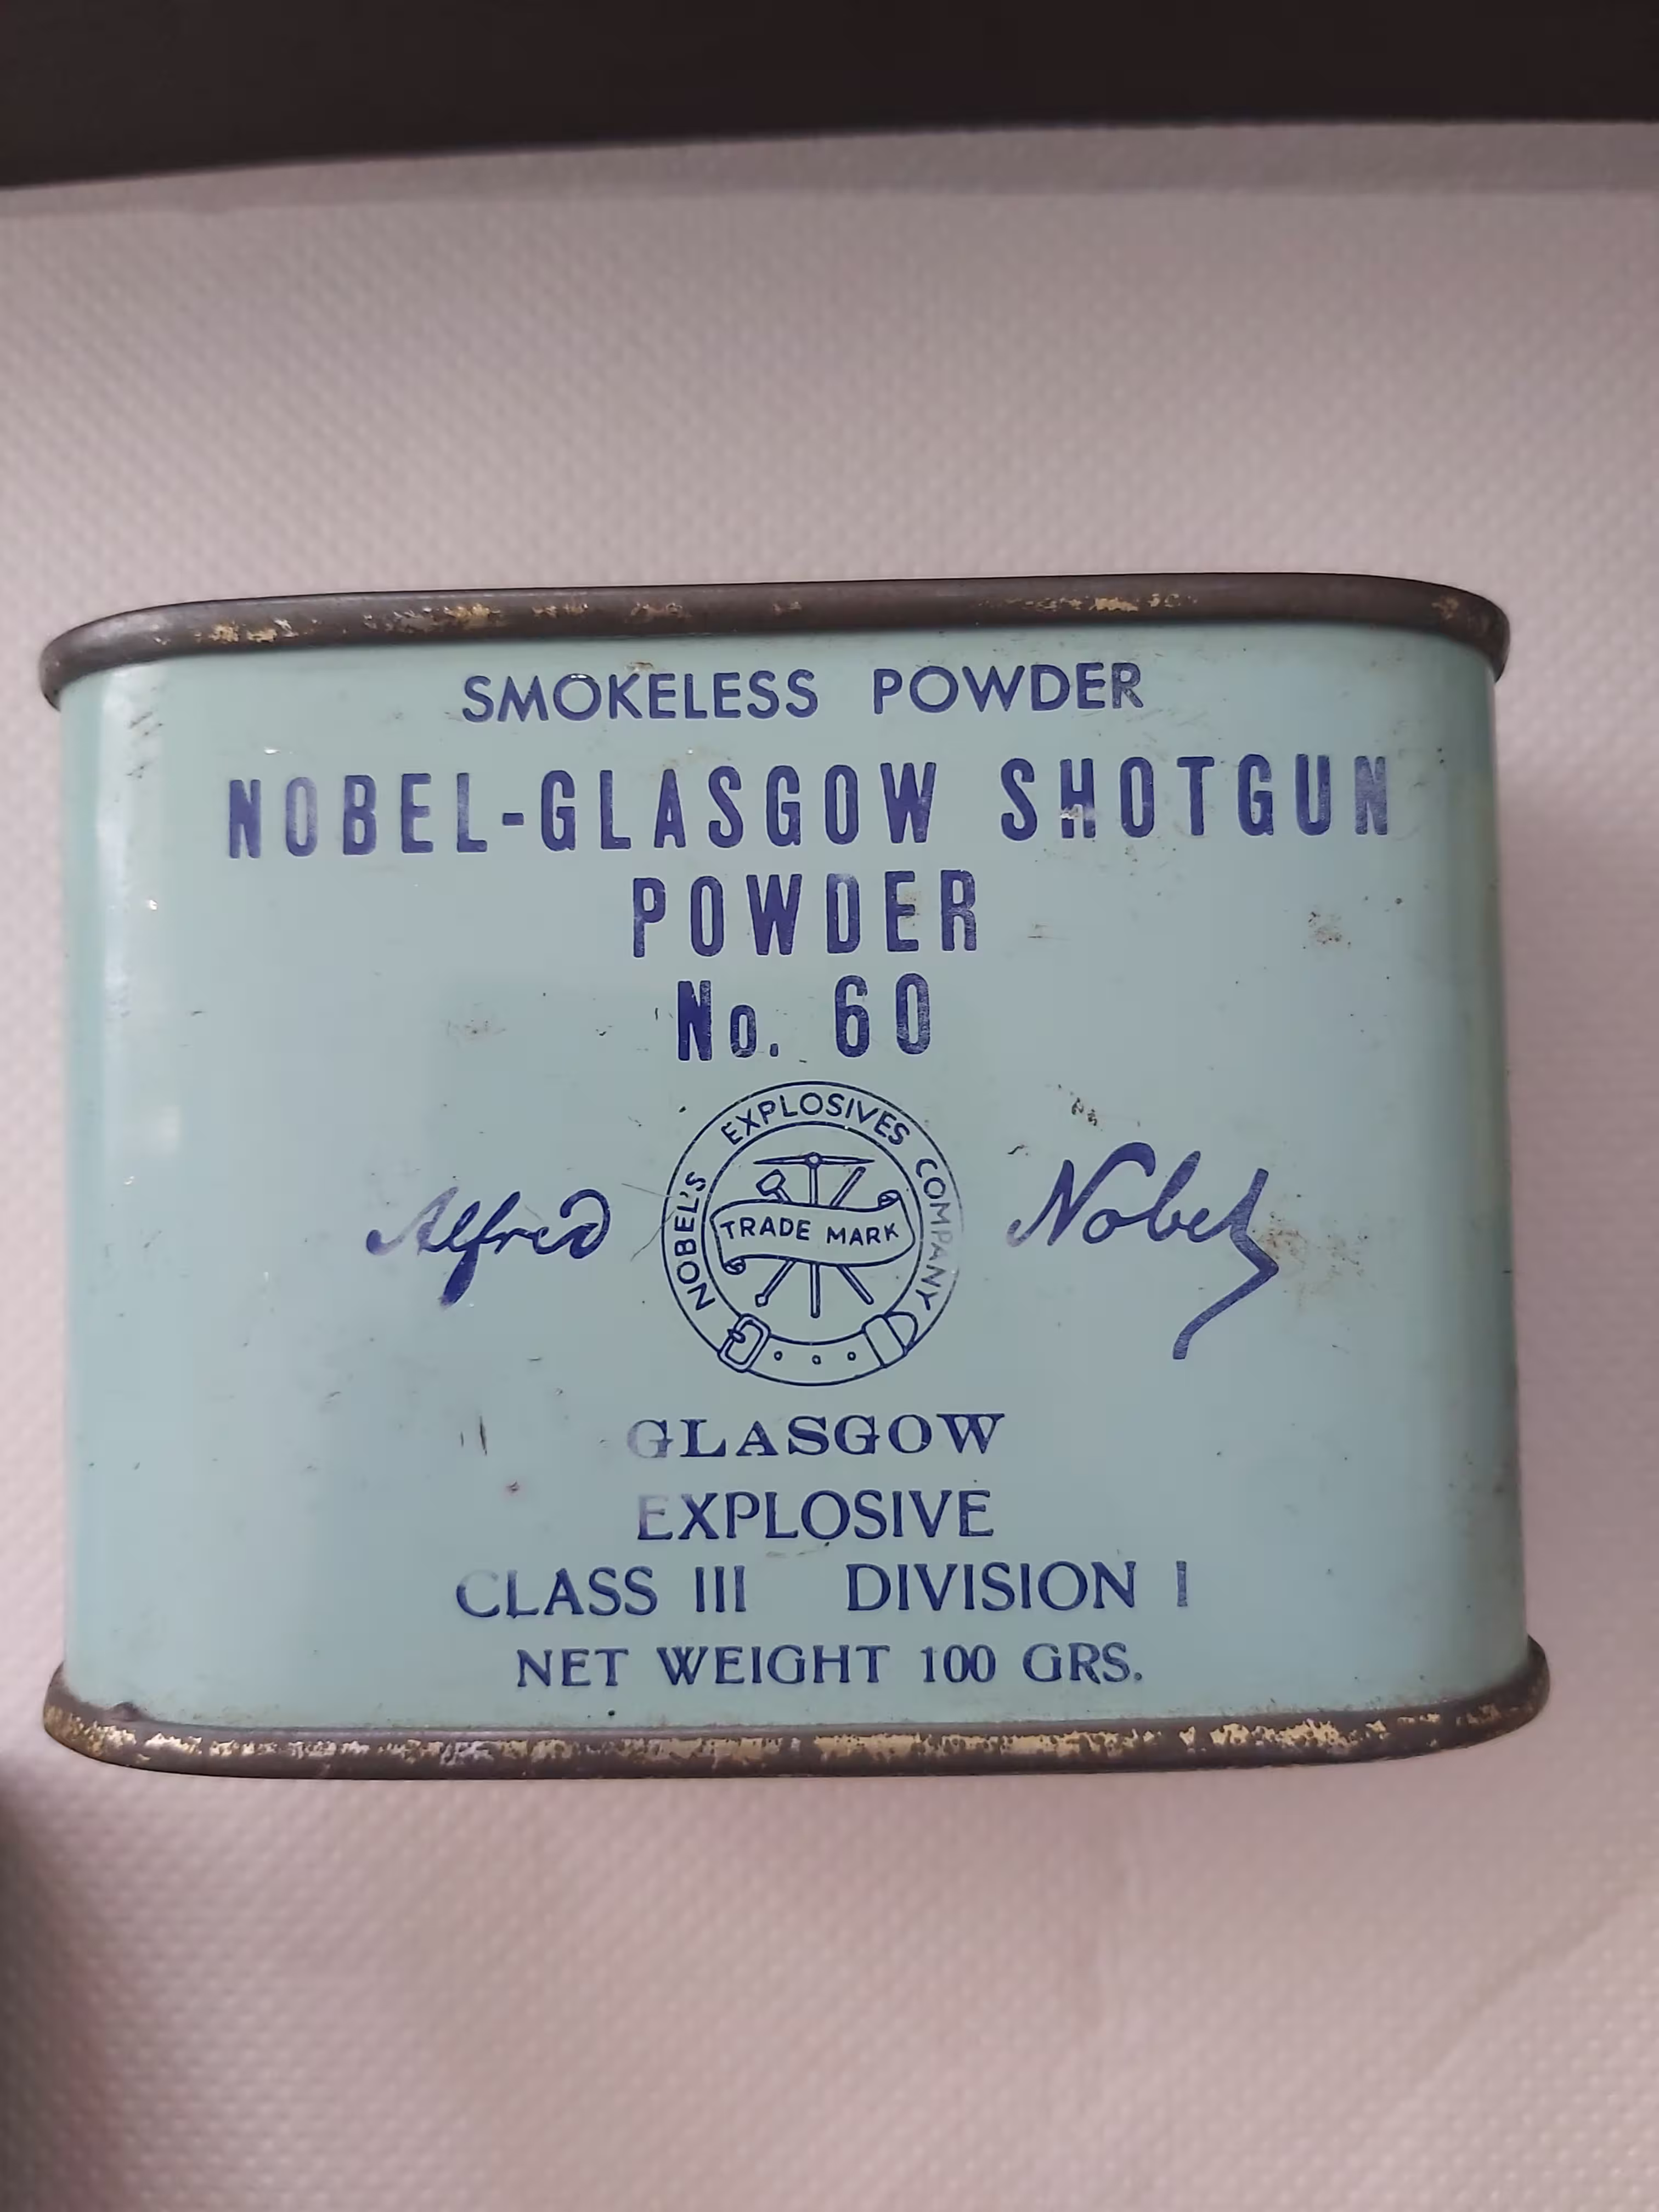 SMOKELESS POWDER
NOBEL-GLASGOW SHOTGUN
POWDER
No. 60
NOBEL'S EXPLOSIVES COMPANY
Alfred
TRADE MARK
Nobel
GLASGOW
EXPLOSIVE
CLASS III DIVISION I
NET WEIGHT 100 GRS.